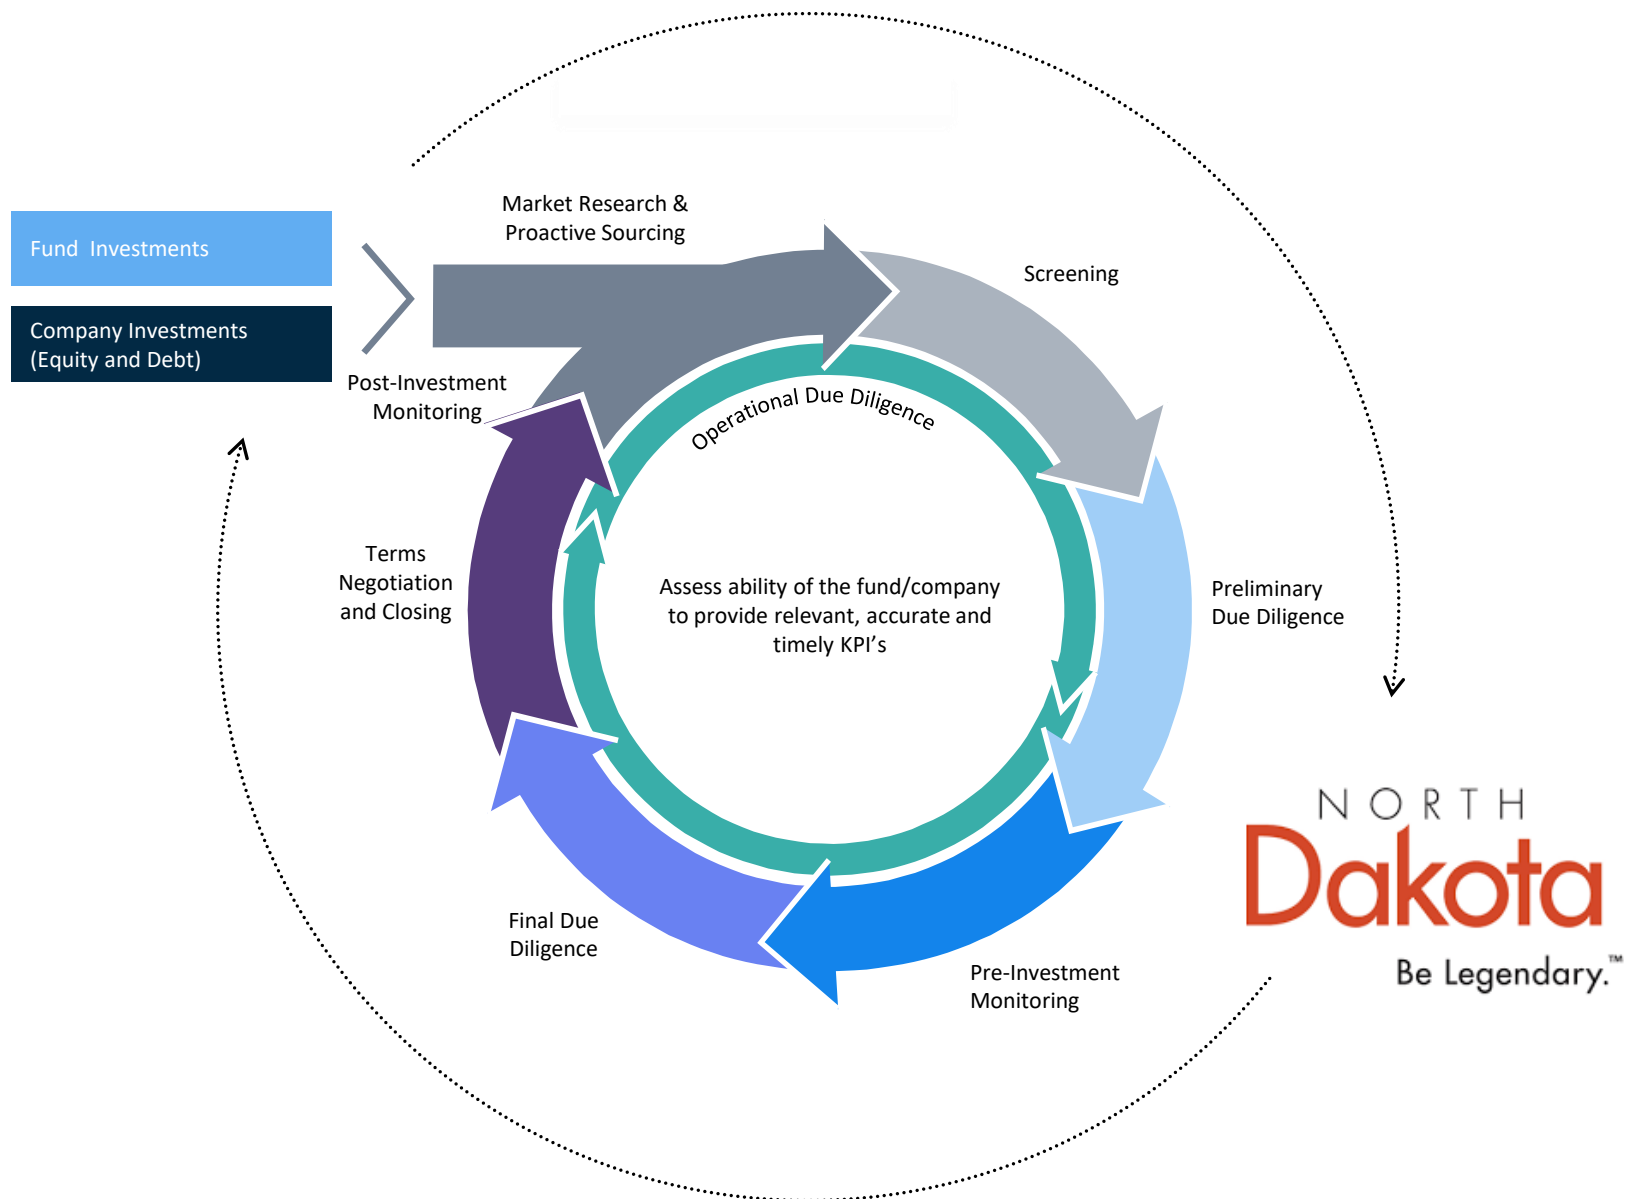 Fund Investments
Company Investments
(Equity and Debt)
Market Research &
Proactive Sourcing
Screening
Post-Investment
Monitoring
Operational Due Diligence
Terms
Negotiation
and Closing
Assess ability of the fund/company
to provide relevant, accurate and
timely KPI's
Preliminary
Due Diligence
Final Due
Diligence
Pre-Investment
Monitoring
NORTH
Dakota
Be Legendary.™